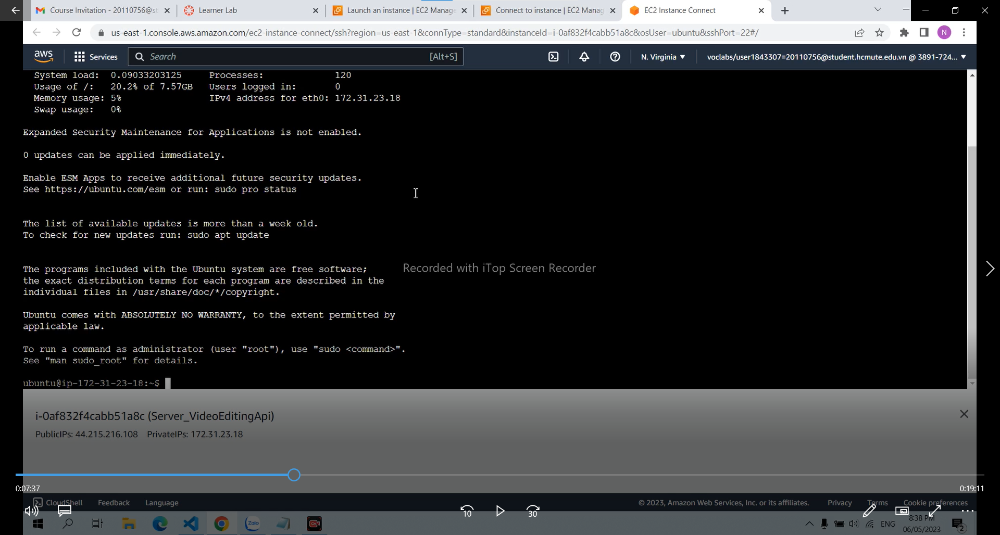 Course Invitation - 20110756@st
Learner Lab
Launch an instance | EC2 Manage
Connect to instance | EC2 Manag
EC2 Instance Connect
us-east-1.console.aws.amazon.com/ec2-instance-connect/ssh?region=us-east-1&connType=standard&instanceId=i-0af832f4cabb51a8c&osUser=ubuntu&sshPort=22#/
N
aws
Services
Search
[Alt+S]
N. Virginia
voclabs/user1843307=20110756@student.hcmute.edu.vn @ 3891-724...
System load: 0.09033203125 Processes: 120
Usage of /: 20.2% of 7.57GB Users logged in: 0
Memory usage: 5% IPv4 address for eth0: 172.31.23.18
Swap usage: 0%
Expanded Security Maintenance for Applications is not enabled.
0 updates can be applied immediately.
Enable ESM Apps to receive additional future security updates.
See https://ubuntu.com/esm or run: sudo pro status
The list of available updates is more than a week old.
To check for new updates run: sudo apt update
The programs included with the Ubuntu system are free software;
the exact distribution terms for each program are described in the
individual files in /usr/share/doc/*/copyright.
Recorded with iTop Screen Recorder
Ubuntu comes with ABSOLUTELY NO WARRANTY, to the extent permitted by
applicable law.
To run a command as administrator (user "root"), use "sudo <command>".
See "man sudo_root" for details.
ubuntu@ip-172-31-23-18:~$
i-0af832f4cabb51a8c (Server_VideoEditingApi)
PublicIPs: 44.215.216.108 PrivateIPs: 172.31.23.18
0:07:37
0:19:11
CloudShell
Feedback
Language
© 2023, Amazon Web Services, Inc. or its affiliates.
Privacy
Terms
Cookie preferences
10
30
Zalo
ENG
8:38 PM
06/05/2023
2